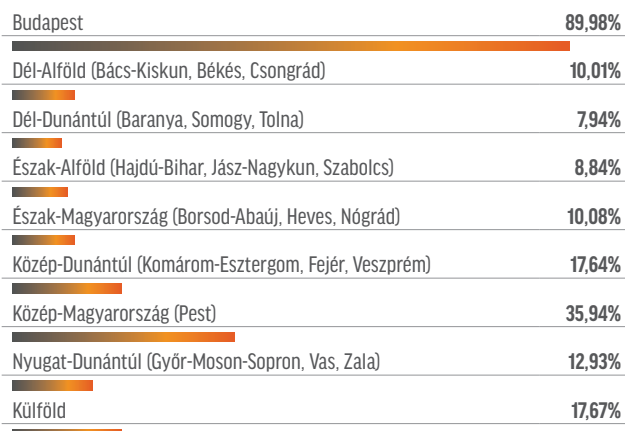 Budapest 89,98%
Dél-Alföld (Bács-Kiskun, Békés, Csongrád) 10,01%
Dél-Dunántúl (Baranya, Somogy, Tolna) 7,94%
Észak-Alföld (Hajdú-Bihar, Jász-Nagykun, Szabolcs) 8,84%
Észak-Magyarország (Borsod-Abaúj, Heves, Nógrád) 10,08%
Közép-Dunántúl (Komárom-Esztergom, Fejér, Veszprém) 17,64%
Közép-Magyarország (Pest) 35,94%
Nyugat-Dunántúl (Győr-Moson-Sopron, Vas, Zala) 12,93%
Külföld 17,67%